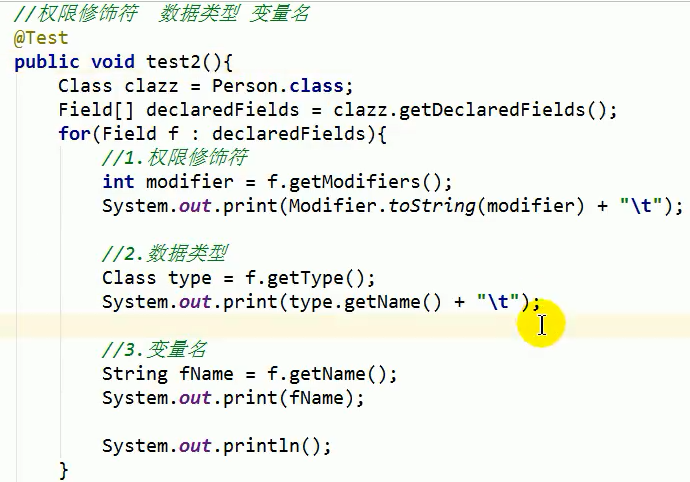 //权限修饰符  数据类型 变量名
@Test
public void test2(){
    Class clazz = Person.class;
    Field[] declaredFields = clazz.getDeclaredFields();
    for(Field f : declaredFields){
        //1.权限修饰符
        int modifier = f.getModifiers();
        System.out.print(Modifier.toString(modifier) + "\t");
        //2.数据类型
        Class type = f.getType();
        System.out.print(type.getName() + "\t");
        //3.变量名
        String fName = f.getName();
        System.out.print(fName);
        System.out.println();
    }